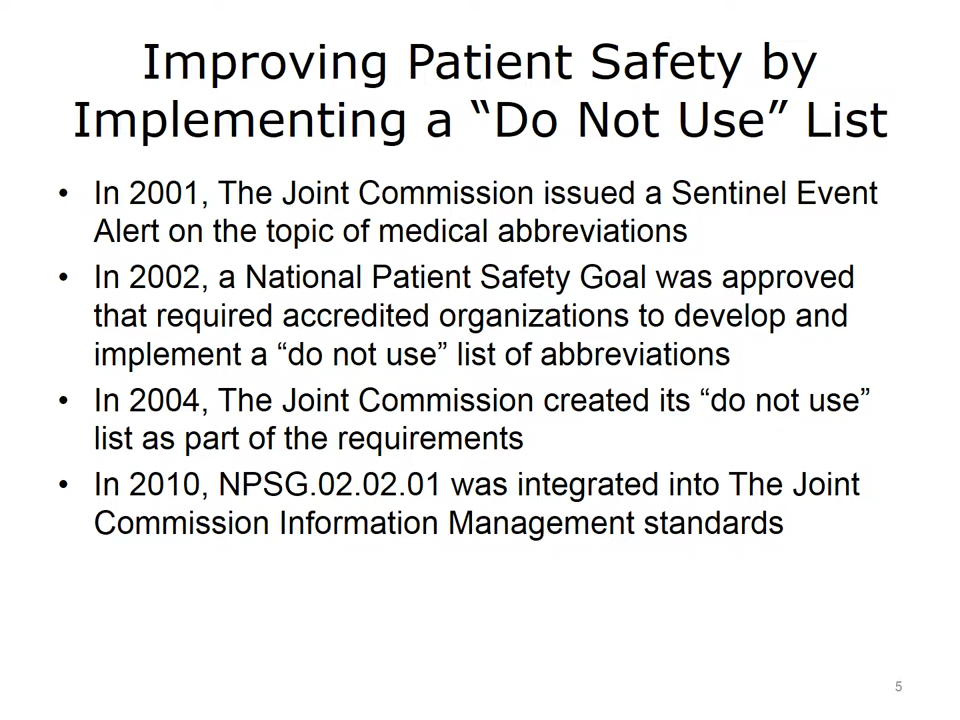 Improving Patient Safety by
Implementing a “Do Not Use” List
• In 2001, The Joint Commission issued a Sentinel Event
Alert on the topic of medical abbreviations
• In 2002, a National Patient Safety Goal was approved
that required accredited organizations to develop and
implement a “do not use” list of abbreviations
• In 2004, The Joint Commission created its “do not use”
list as part of the requirements
• In 2010, NPSG.02.02.01 was integrated into The Joint
Commission Information Management standards
5